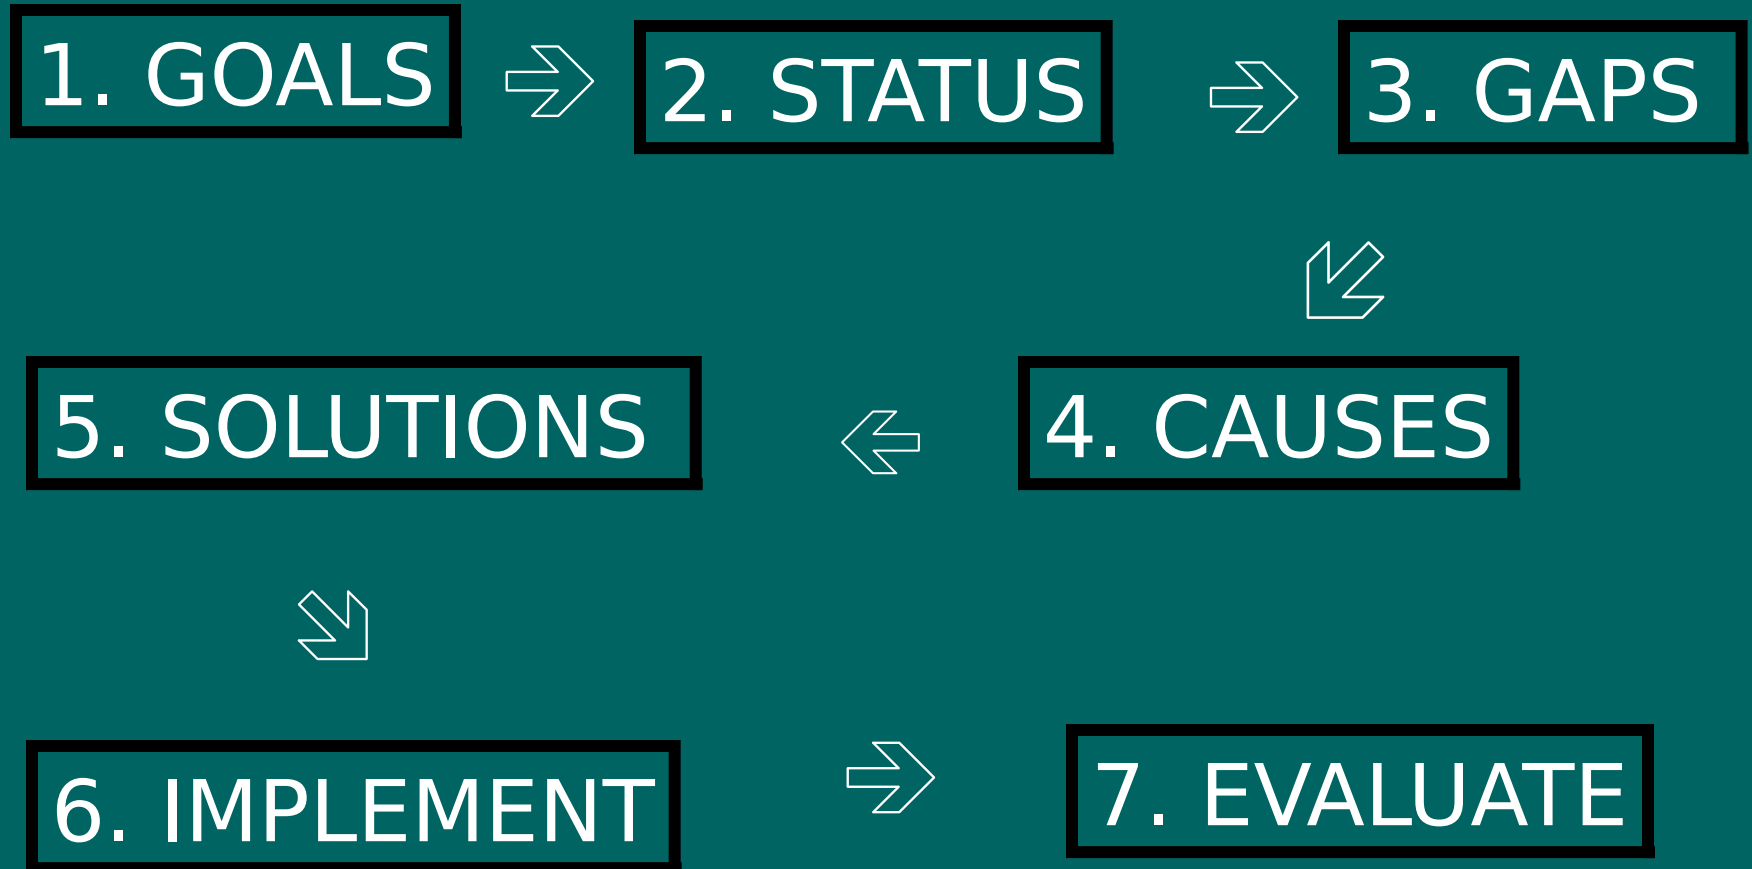 1. GOALS
2. STATUS
3. GAPS
4. CAUSES
5. SOLUTIONS
6. IMPLEMENT
7. EVALUATE